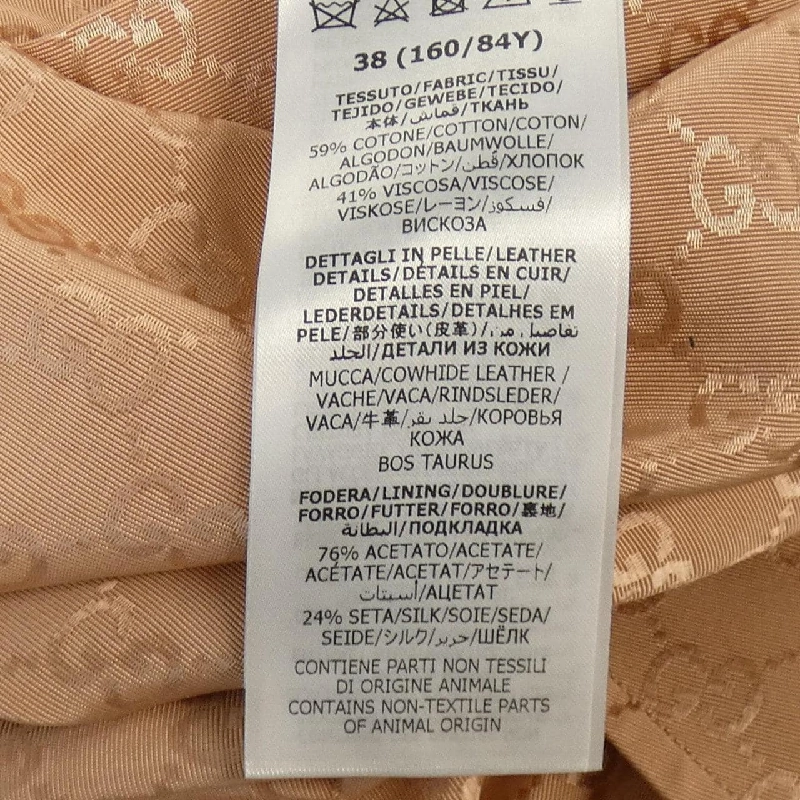 38 (160/84Y)
TESSUTO/FABRIC/TISSU/
TEJIDO/GEWEBE/TECIDO/
本体/قماش/ТКАНЬ
59% COTONE/COTTON/COTON/
ALGODON/BAUMWOLLE/
ALGODÃO/コットン/قطن/ХЛОПОК
41% VISCOSA/VISCOSE/
VISKOSE/レーヨン/فسكوز/
ВИСКОЗА
DETTAGLI IN PELLE/LEATHER
DETAILS/DÉTAILS EN CUIR/
DETALLES EN PIEL/
LEDERDETAILS/DETALHES EM
PELE/部分使い(皮革)/تفاصيل من
الجلد/ДЕТАЛИ ИЗ КОЖИ
MUCCA/COWHIDE LEATHER /
VACHE/VACA/RINDSLEDER/
VACA/牛革/جلد بقر/КОРОВЬЯ
КОЖА
BOS TAURUS
FODERA/LINING/DOUBLURE/
FORRO/FUTTER/FORRO/裏地/
البطانة/ПОДКЛАДКА
76% ACETATO/ACETATE/
ACÉTATE/ACETAT/アセテート/
أسيتات/АЦЕТАТ
24% SETA/SILK/SOIE/SEDA/
SEIDE/シルク/حرير/ШЁЛК
CONTIENE PARTI NON TESSILI
DI ORIGINE ANIMALE
CONTAINS NON-TEXTILE PARTS
OF ANIMAL ORIGIN